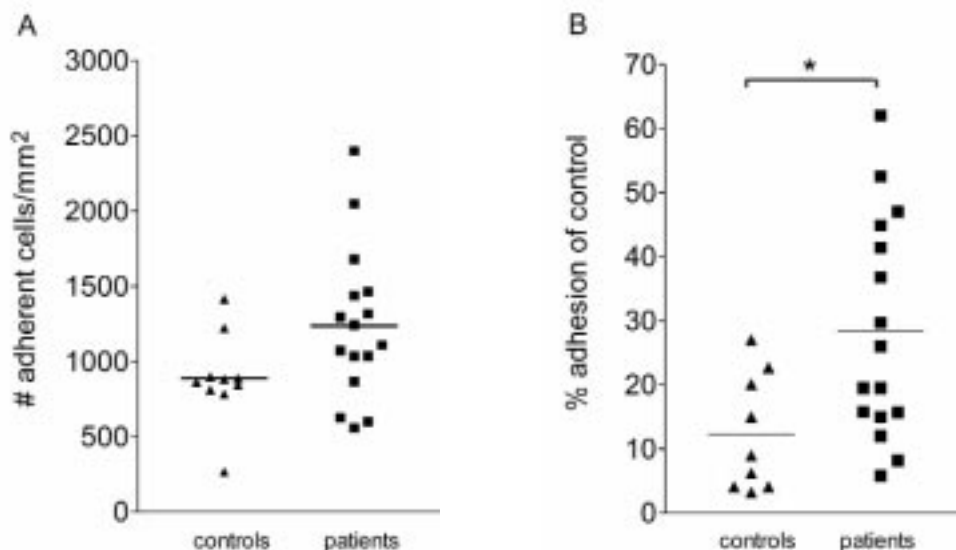 A
# adherent cells/mm²
3000
2500
2000
1500
1000
500
0
controls patients
B
% adhesion of control
70
60
50
40
30
20
10
0
*
controls patients